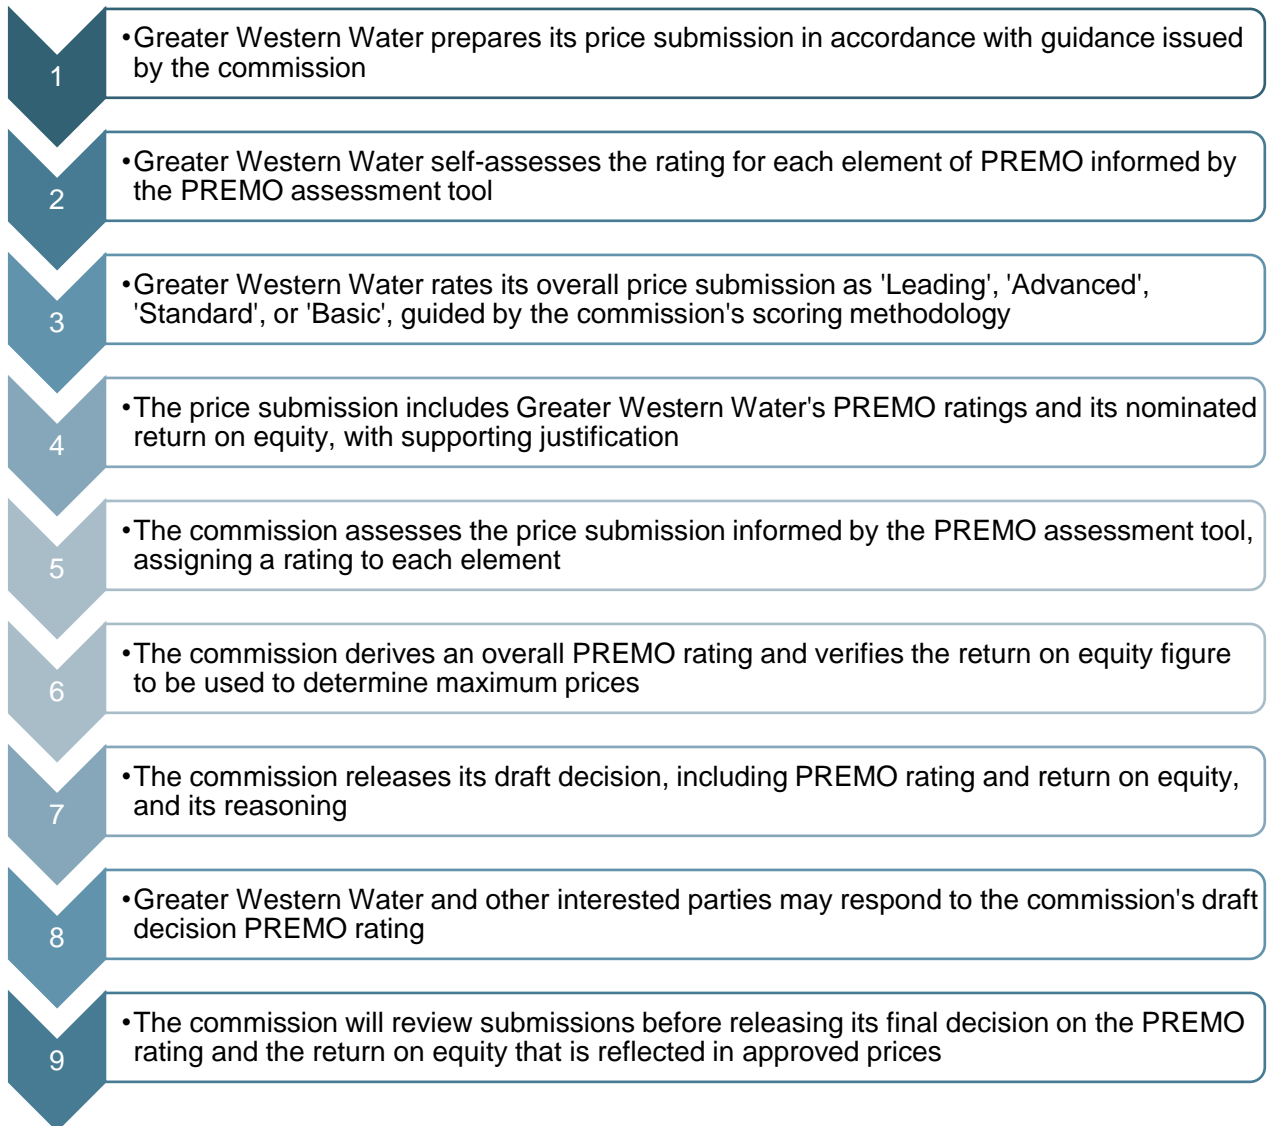 1
•Greater Western Water prepares its price submission in accordance with guidance issued
by the commission
2
•Greater Western Water self-assesses the rating for each element of PREMO informed by
the PREMO assessment tool
3
•Greater Western Water rates its overall price submission as 'Leading', 'Advanced',
'Standard', or 'Basic', guided by the commission's scoring methodology
4
•The price submission includes Greater Western Water's PREMO ratings and its nominated
return on equity, with supporting justification
5
•The commission assesses the price submission informed by the PREMO assessment tool,
assigning a rating to each element
6
•The commission derives an overall PREMO rating and verifies the return on equity figure
to be used to determine maximum prices
7
•The commission releases its draft decision, including PREMO rating and return on equity,
and its reasoning
8
•Greater Western Water and other interested parties may respond to the commission's draft
decision PREMO rating
9
•The commission will review submissions before releasing its final decision on the PREMO
rating and the return on equity that is reflected in approved prices